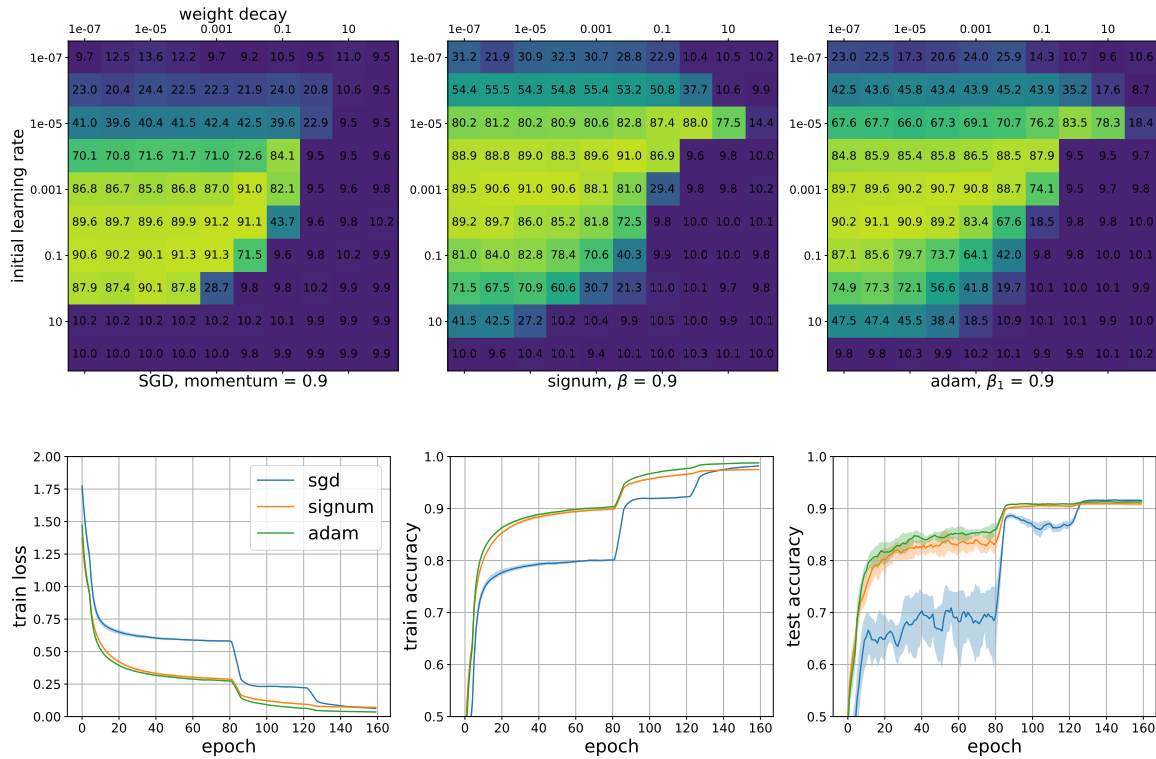 weight decay
1e-07 1e-05 0.001 0.1 10
1e-07 1e-05 0.001 0.1 10
1e-07 1e-05 0.001 0.1 10
initial learning rate
1e-07 9.7 12.5 13.6 12.2 9.7 9.2 10.5 9.5 11.0 9.5
23.0 20.4 24.4 22.5 22.3 21.9 24.0 20.8 10.6 9.5
1e-05 41.0 39.6 40.4 41.5 42.4 42.5 39.6 22.9 9.5 9.5
70.1 70.8 71.6 71.7 71.0 72.6 84.1 9.5 9.5 9.6
0.001 86.8 86.7 85.8 86.8 87.0 91.0 82.1 9.5 9.6 9.8
89.6 89.7 89.6 89.9 91.2 91.1 43.7 9.6 9.8 10.2
0.1 90.6 90.2 90.1 91.3 91.3 71.5 9.6 9.8 10.2 9.9
87.9 87.4 90.1 87.8 28.7 9.8 9.8 10.2 9.9 9.9
10 10.2 10.2 10.2 10.2 10.2 10.2 10.1 9.9 9.9 9.9
10.0 10.0 10.0 10.0 10.0 9.8 9.9 9.9 9.9 9.9
SGD, momentum = 0.9
1e-07 31.2 21.9 30.9 32.3 30.7 28.8 22.9 10.4 10.5 10.2
54.4 55.5 54.3 54.8 55.4 53.2 50.8 37.7 10.6 9.9
1e-05 80.2 81.2 80.2 80.9 80.6 82.8 87.4 88.0 77.5 14.4
88.9 88.8 89.0 88.3 89.6 91.0 86.9 9.6 9.8 10.0
0.001 89.5 90.6 91.0 90.6 88.1 81.0 29.4 9.8 9.8 10.2
89.2 89.7 86.0 85.2 81.8 72.5 9.8 10.0 10.0 10.1
0.1 81.0 84.0 82.8 78.4 70.6 40.3 9.9 10.0 10.0 9.9
71.5 67.5 70.9 60.6 30.7 21.3 11.0 10.1 9.7 9.8
10 41.5 42.5 27.2 10.2 10.4 9.9 10.5 10.0 9.9 10.1
10.0 9.6 10.4 10.1 9.4 10.1 10.0 10.3 10.1 10.0
signum, β = 0.9
1e-07 23.0 22.5 17.3 20.6 24.0 25.9 14.3 10.7 9.6 10.6
42.5 43.6 45.8 43.4 43.9 45.2 43.9 35.2 17.6 8.7
1e-05 67.6 67.7 66.0 67.3 69.1 70.7 76.2 83.5 78.3 18.4
84.8 85.9 85.4 85.8 86.5 88.5 87.9 9.5 9.5 9.7
0.001 89.7 89.6 90.2 90.7 90.8 88.7 74.1 9.5 9.7 9.8
90.2 91.1 90.9 89.2 83.4 67.6 18.5 9.8 9.8 10.0
0.1 87.1 85.6 79.7 73.7 64.1 42.0 9.8 9.8 10.0 10.1
74.9 77.3 72.1 56.6 41.8 19.7 10.1 10.1 9.9 9.9
10 47.5 47.4 45.5 38.4 18.5 10.9 10.1 9.9 9.9 10.1
9.8 9.8 10.3 9.9 10.2 10.1 9.9 9.9 10.1 10.2
adam, β₁ = 0.9
train loss
2.00
1.75
1.50
1.25
1.00
0.75
0.50
0.25
0.00
sgd
signum
adam
0 20 40 60 80 100 120 140 160
epoch
train accuracy
1.0
0.9
0.8
0.7
0.6
0.5
0 20 40 60 80 100 120 140 160
epoch
test accuracy
1.0
0.9
0.8
0.7
0.6
0.5
0 20 40 60 80 100 120 140 160
epoch